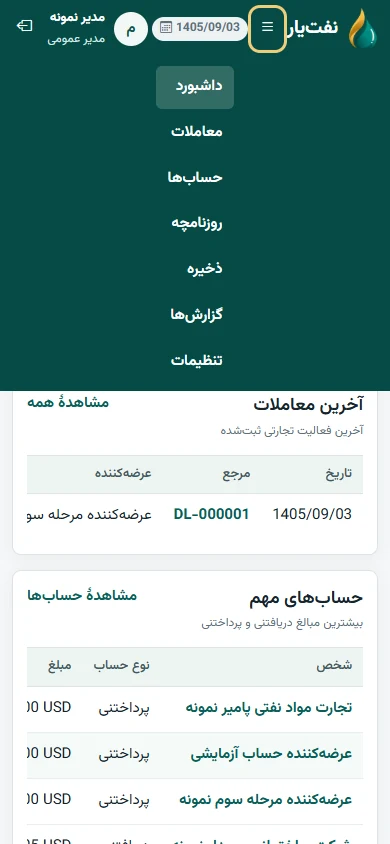 نفت‌یار
1405/09/03
م
مدیر نمونه
مدیر عمومی
داشبورد
معاملات
حساب‌ها
روزنامچه
ذخیره
گزارش‌ها
تنظیمات
آخرین معاملات
مشاهدهٔ همه
آخرین فعالیت تجارتی ثبت‌شده
تاریخ مرجع عرضه‌کننده
1405/09/03 DL-000001 عرضه‌کننده مرحله
حساب‌های مهم
مشاهدهٔ حساب‌ها
بیشترین مبالغ دریافتنی و پرداختنی
شخص نوع حساب مبلغ
تجارت مواد نفتی پامیر نمونه پرداختنی 00 USD
عرضه‌کننده حساب آزمایشی پرداختنی 00 USD
عرضه‌کننده مرحله سوم نمونه پرداختنی 00 USD